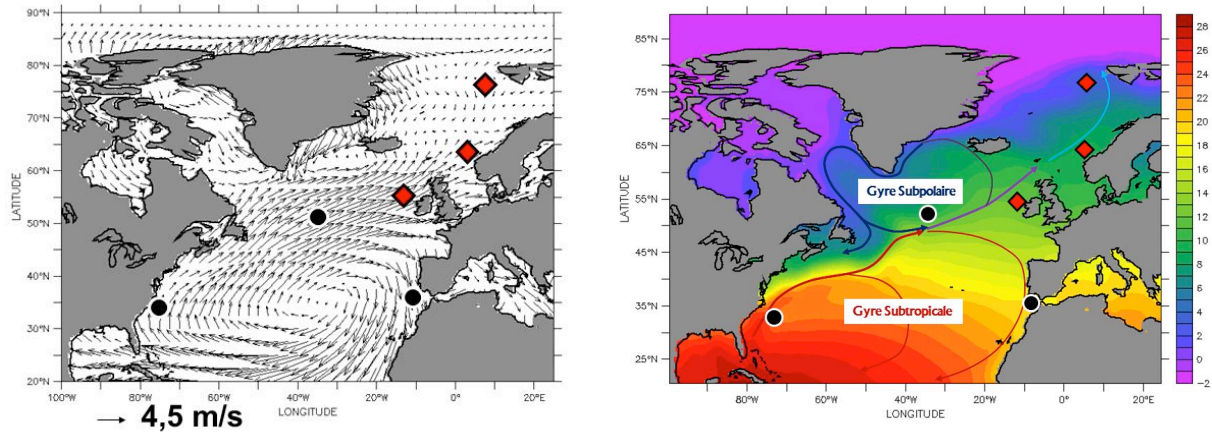 90°N
80°N
70°N
60°N
50°N
40°N
30°N
20°N
LATITUDE
100°W
80°W
60°W
40°W
20°W
0°
20°E
LONGITUDE
4,5 m/s
85°N
75°N
65°N
55°N
45°N
35°N
25°N
LATITUDE
Gyre Subpolaire
Gyre Subtropicale
80°W
60°W
40°W
20°W
0°
20°E
LONGITUDE
28
26
24
22
20
18
16
14
12
10
8
6
4
2
0
-2